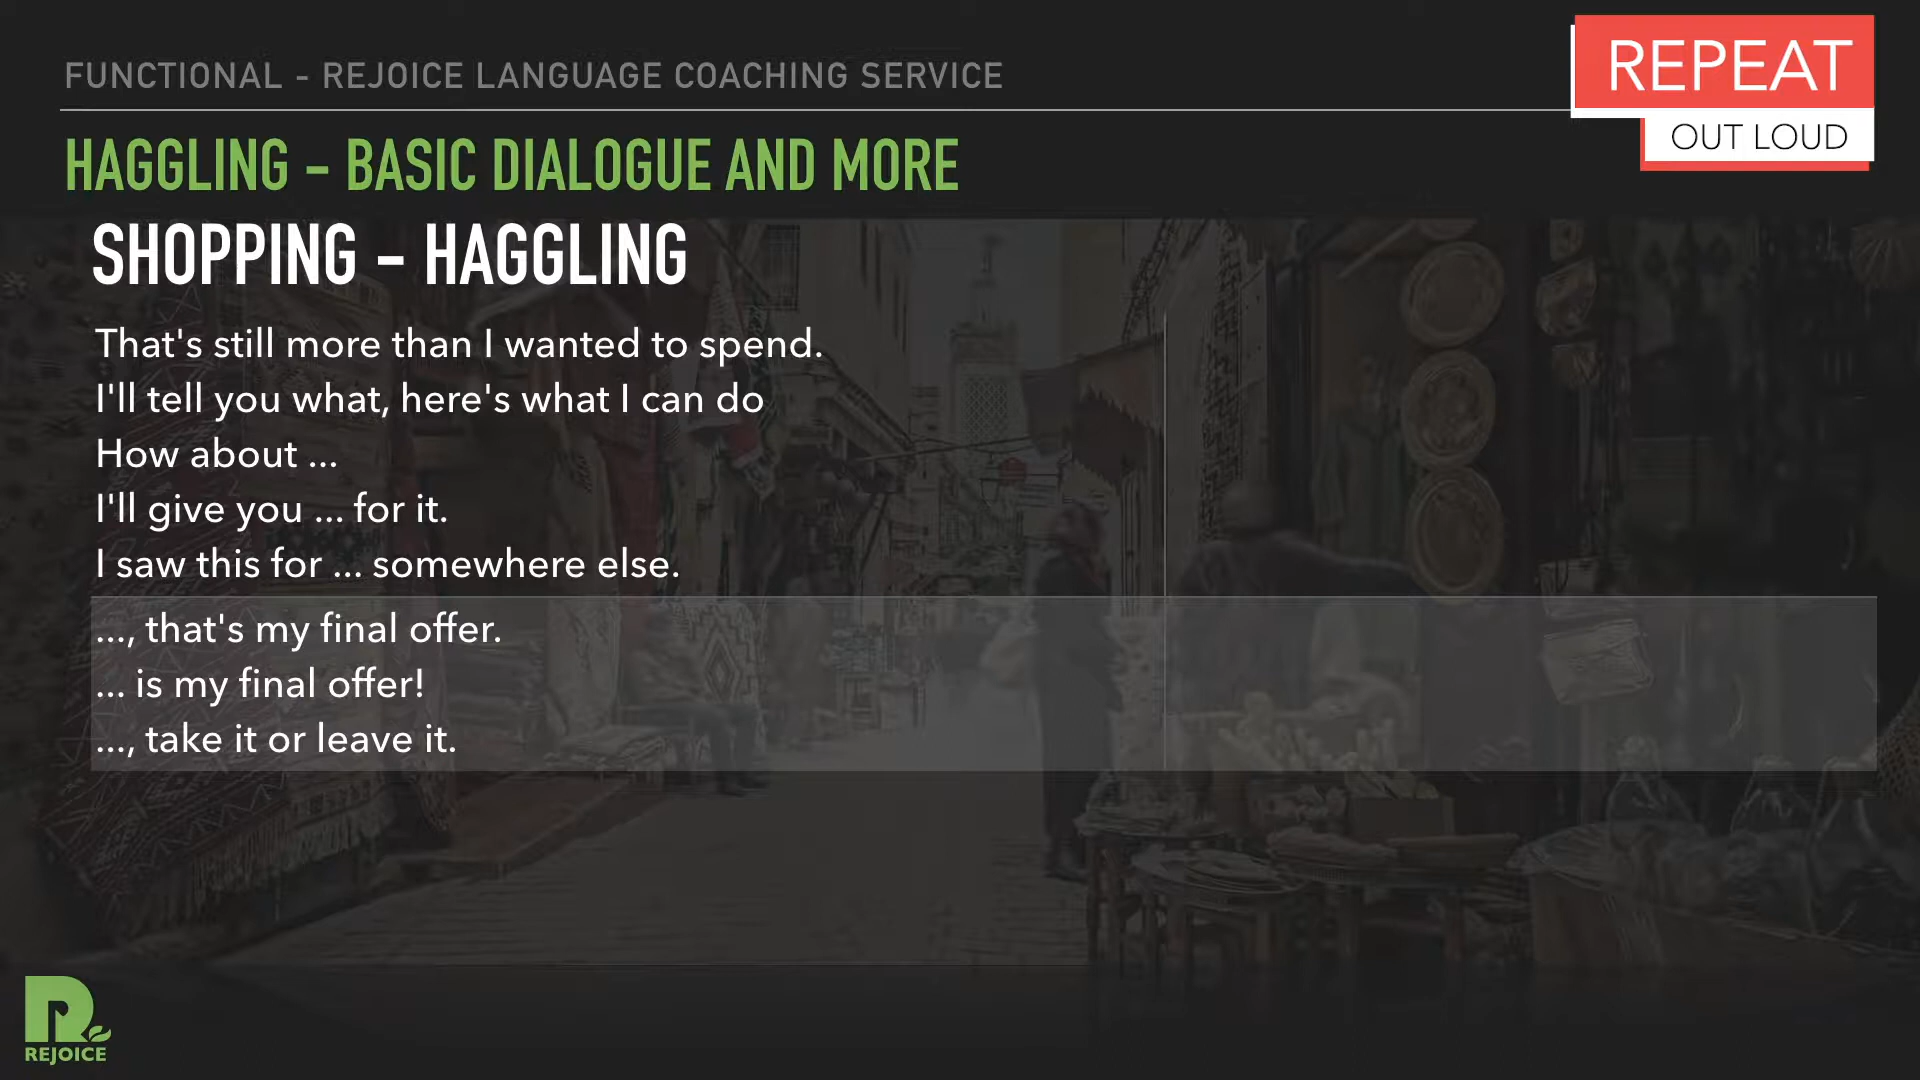 FUNCTIONAL - REJOICE LANGUAGE COACHING SERVICE
REPEAT
OUT LOUD
HAGGLING - BASIC DIALOGUE AND MORE
SHOPPING - HAGGLING
That's still more than I wanted to spend.
I'll tell you what, here's what I can do
How about ...
I'll give you ... for it.
I saw this for ... somewhere else.
..., that's my final offer.
... is my final offer!
..., take it or leave it.
REJOICE